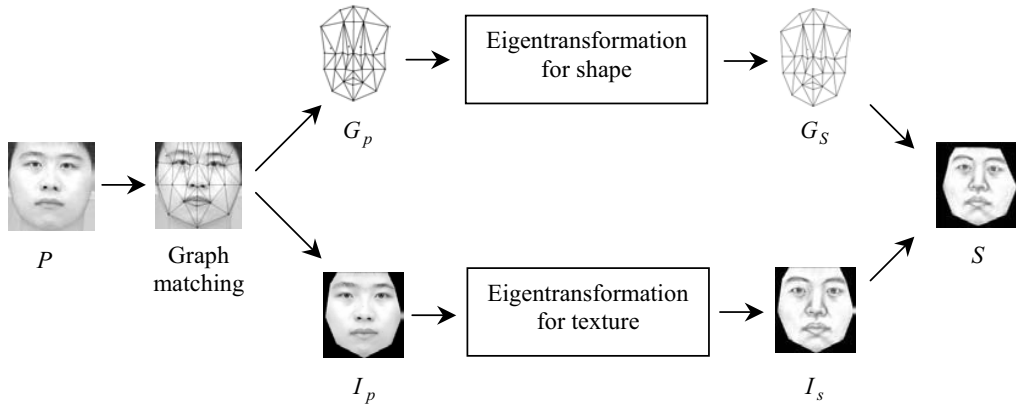 Eigentransformation
for shape
G_p
G_S
P
Graph
matching
S
Eigentransformation
for texture
I_p
I_s